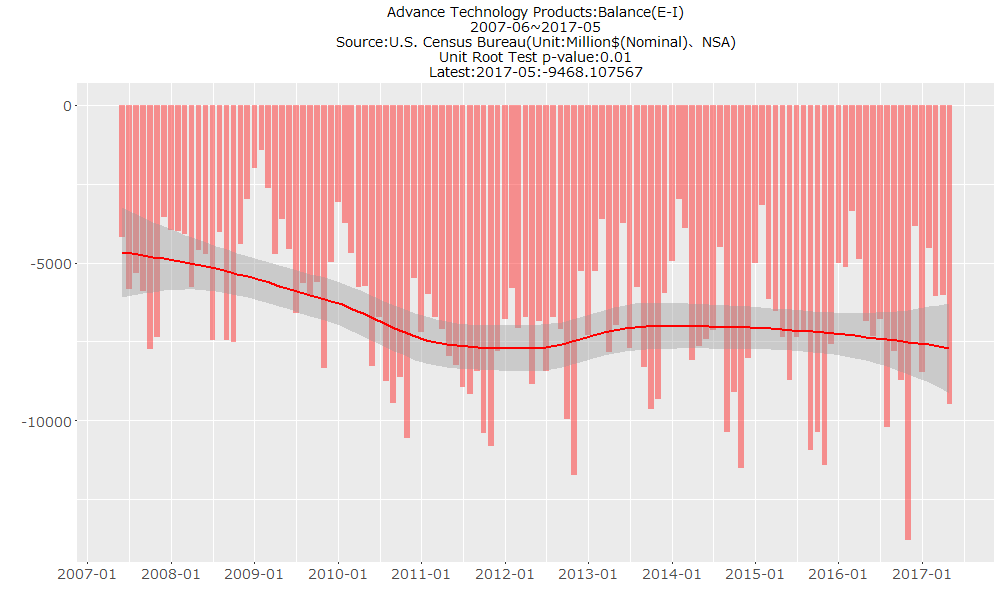 Advance Technology Products:Balance(E-I)
2007-06~2017-05
Source:U.S. Census Bureau(Unit:Million$(Nominal)、NSA)
Unit Root Test p-value:0.01
Latest:2017-05:-9468.107567
0
-5000
-10000
2007-01 2008-01 2009-01 2010-01 2011-01 2012-01 2013-01 2014-01 2015-01 2016-01 2017-01